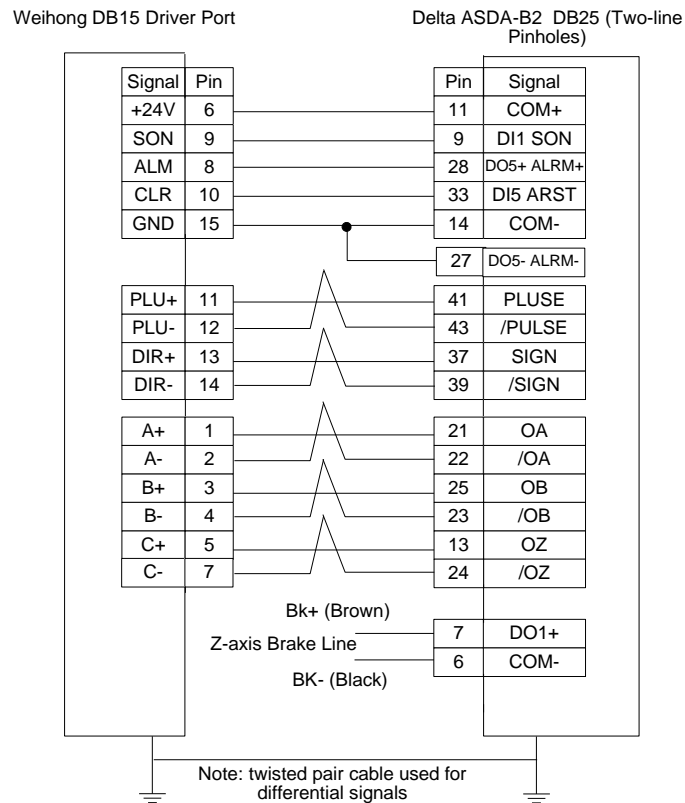 Weihong DB15 Driver Port
Delta ASDA-B2 DB25 (Two-line
Pinholes)
Signal Pin Pin Signal
+24V 6 11 COM+
SON 9 9 DI1 SON
ALM 8 28 DO5+ ALRM+
CLR 10 33 DI5 ARST
GND 15 14 COM-
27 DO5- ALRM-
PLU+ 11 41 PLUSE
PLU- 12 43 /PULSE
DIR+ 13 37 SIGN
DIR- 14 39 /SIGN
A+ 1 21 OA
A- 2 22 /OA
B+ 3 25 OB
B- 4 23 /OB
C+ 5 13 OZ
C- 7 24 /OZ
Bk+ (Brown)
Z-axis Brake Line
BK- (Black)
7 DO1+
6 COM-
Note: twisted pair cable used for
differential signals